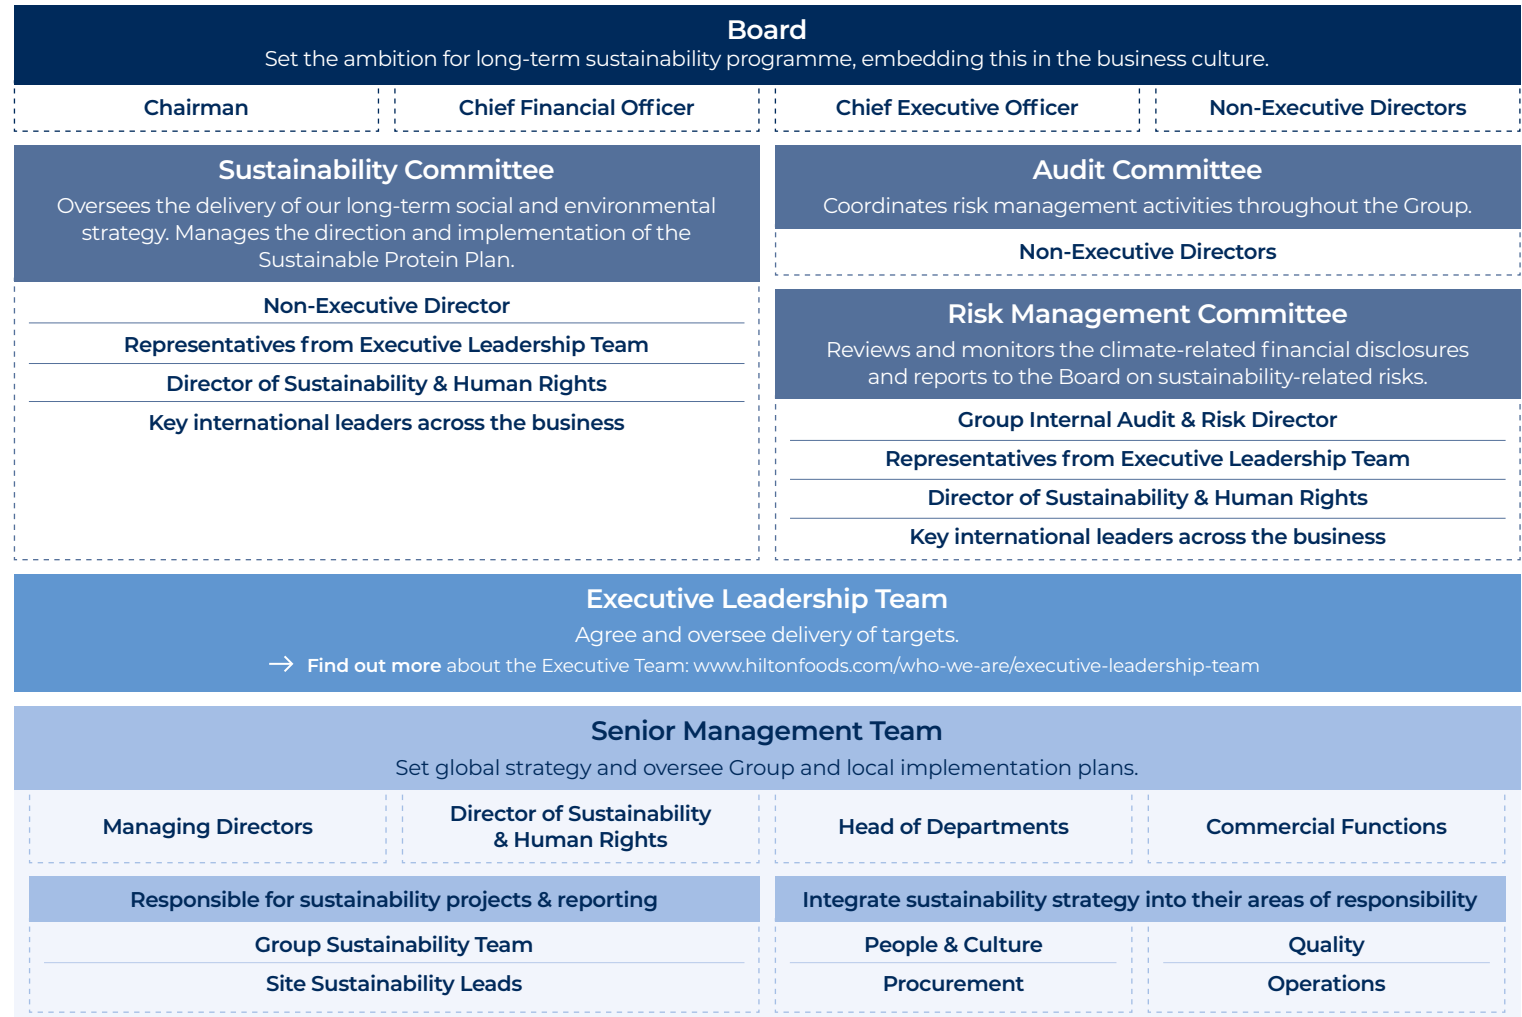 Board
Set the ambition for long-term sustainability programme, embedding this in the business culture.
Chairman
Chief Financial Officer
Chief Executive Officer
Non-Executive Directors
Sustainability Committee
Oversees the delivery of our long-term social and environmental
strategy. Manages the direction and implementation of the
Sustainable Protein Plan.
Non-Executive Director
Representatives from Executive Leadership Team
Director of Sustainability & Human Rights
Key international leaders across the business
Audit Committee
Coordinates risk management activities throughout the Group.
Non-Executive Directors
Risk Management Committee
Reviews and monitors the climate-related financial disclosures
and reports to the Board on sustainability-related risks.
Group Internal Audit & Risk Director
Representatives from Executive Leadership Team
Director of Sustainability & Human Rights
Key international leaders across the business
Executive Leadership Team
Agree and oversee delivery of targets.
→ Find out more about the Executive Team: www.hiltonfoods.com/who-we-are/executive-leadership-team
Senior Management Team
Set global strategy and oversee Group and local implementation plans.
Managing Directors
Director of Sustainability
& Human Rights
Head of Departments
Commercial Functions
Responsible for sustainability projects & reporting
Group Sustainability Team
Site Sustainability Leads
Integrate sustainability strategy into their areas of responsibility
People & Culture
Procurement
Quality
Operations